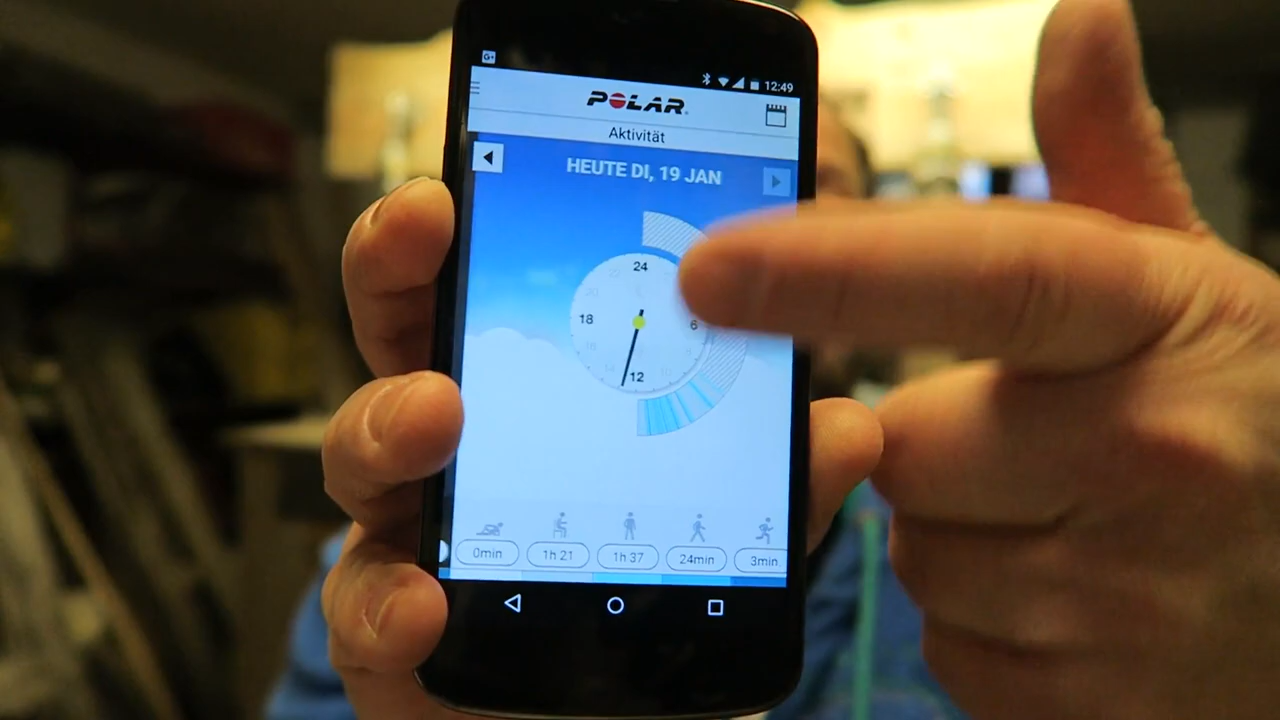 G+
12:49
POLAR
Aktivität
HEUTE DI, 19 JAN
24
18
6
12
0min
1h 21
1h 37
24min
3min